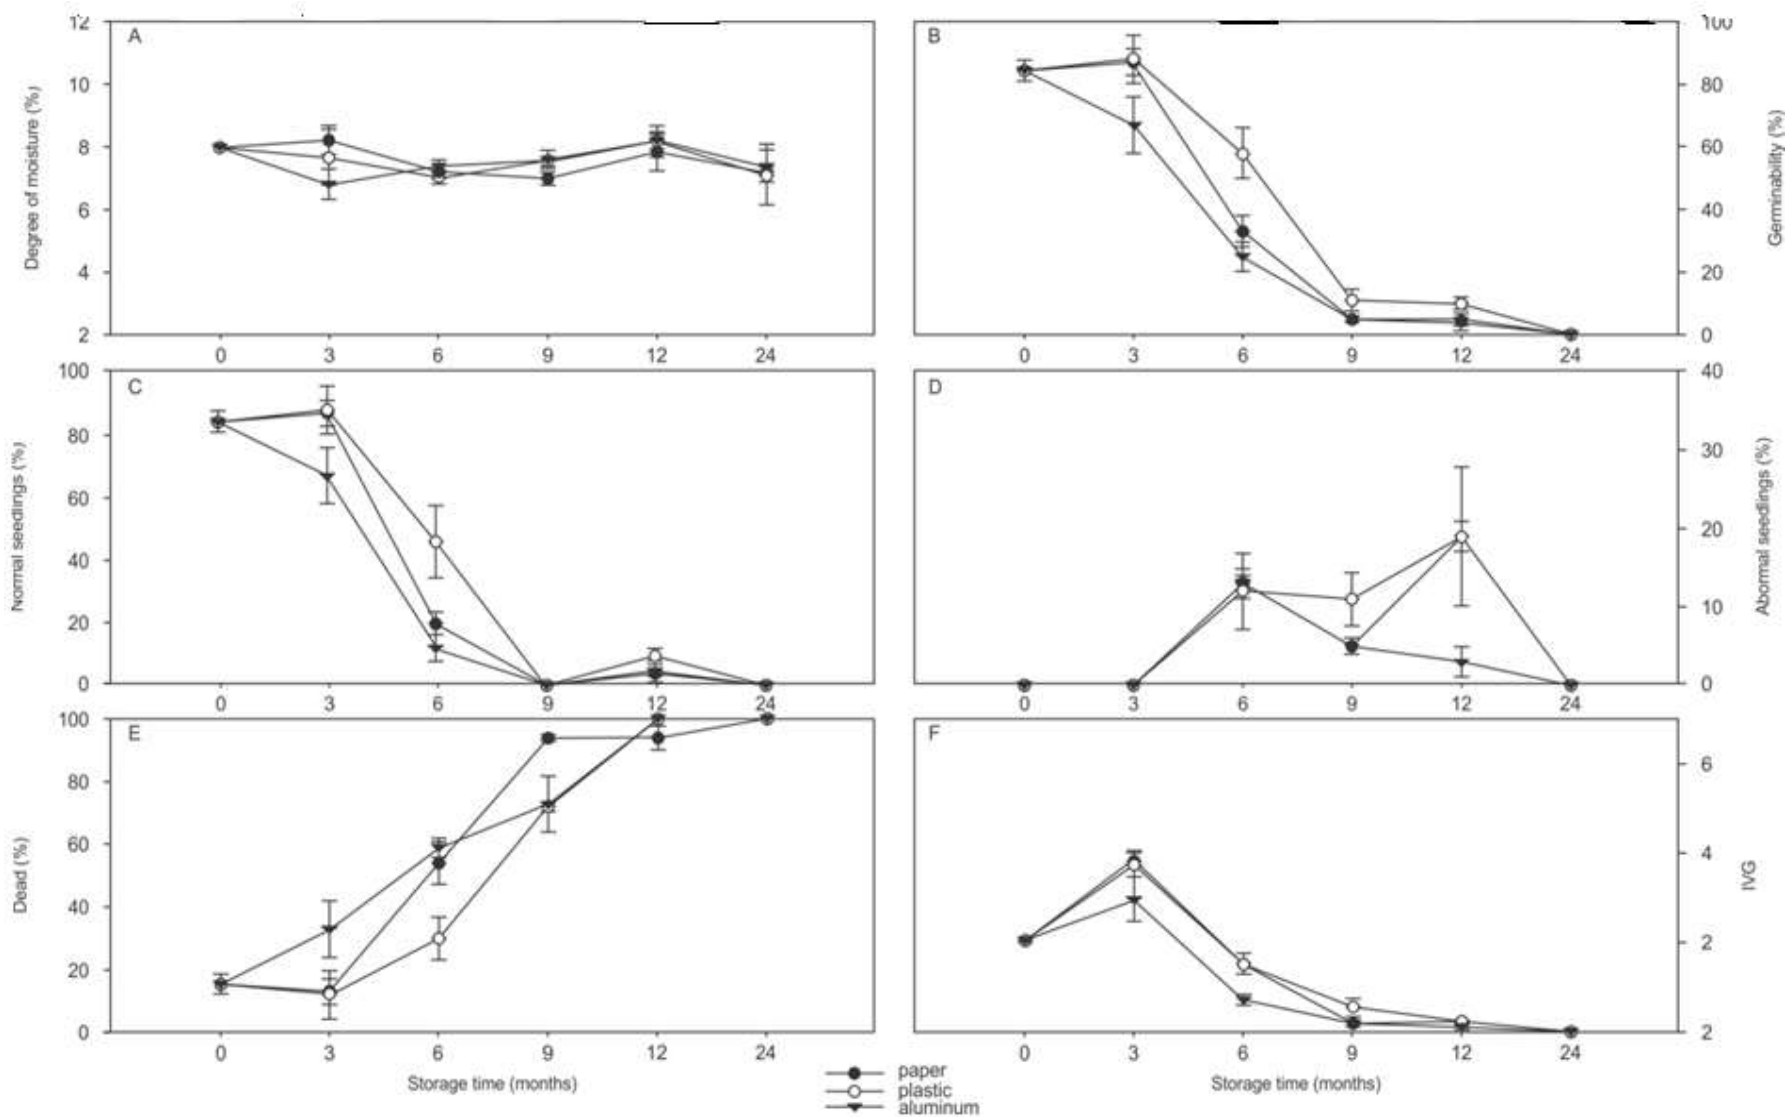 12
A
10
8
6
4
2
Degree of moisture (%)
0 3 6 9 12 24
B
100
80
60
40
20
0
Germinability (%)
0 3 6 9 12 24
100
C
80
60
40
20
0
Normal seedlings (%)
0 3 6 9 12 24
D
40
30
20
10
0
Abormal seedlings (%)
0 3 6 9 12 24
100
E
80
60
40
20
0
Dead (%)
0 3 6 9 12 24
Storage time (months)
F
6
4
2
2
IVG
0 3 6 9 12 24
Storage time (months)
paper
plastic
aluminum